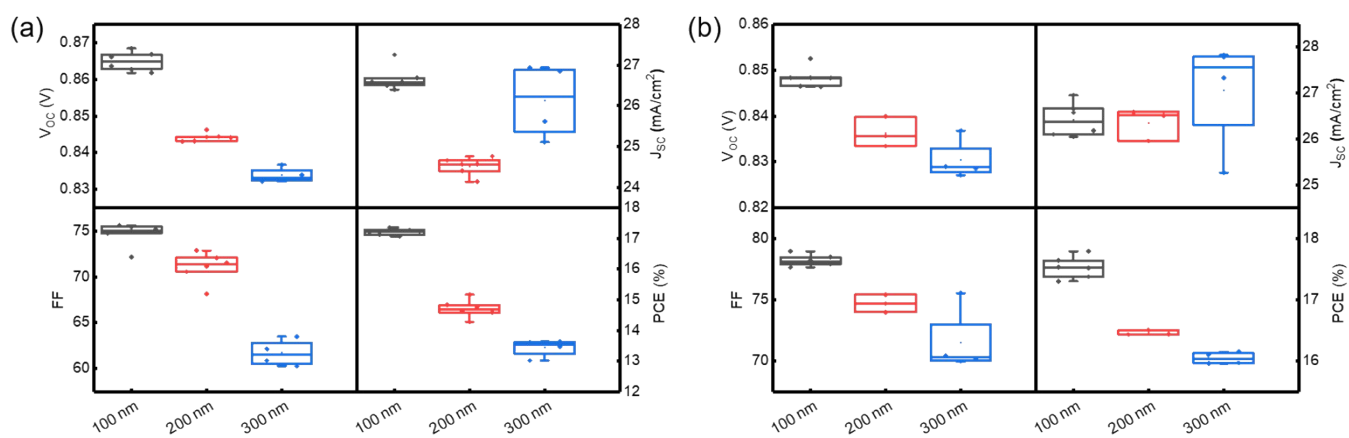 (a)
0.87
0.86
0.85
0.84
0.83
V_OC (V)
28
27
26
25
24
J_SC (mA/cm²)
75
70
65
60
FF
18
17
16
15
14
13
12
PCE (%)
100 nm
200 nm
300 nm
100 nm
200 nm
300 nm
(b)
0.86
0.85
0.84
0.83
0.82
V_OC (V)
28
27
26
25
J_SC (mA/cm²)
80
75
70
FF
18
17
16
PCE (%)
100 nm
200 nm
300 nm
100 nm
200 nm
300 nm